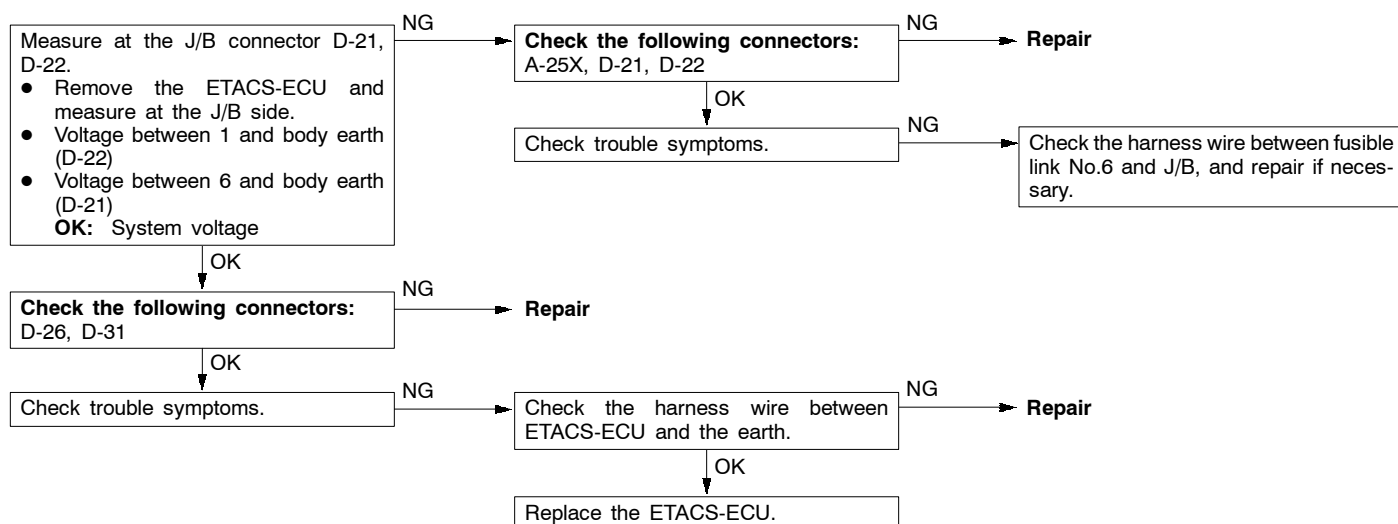 Measure at the J/B connector D-21,
D-22.
● Remove the ETACS-ECU and
measure at the J/B side.
● Voltage between 1 and body earth
(D-22)
● Voltage between 6 and body earth
(D-21)
OK: System voltage
NG
Check the following connectors:
A-25X, D-21, D-22
NG
Repair
OK
Check trouble symptoms.
NG
Check the harness wire between fusible
link No.6 and J/B, and repair if neces-
sary.
OK
Check the following connectors:
D-26, D-31
NG
Repair
OK
Check trouble symptoms.
NG
Check the harness wire between
ETACS-ECU and the earth.
NG
Repair
OK
Replace the ETACS-ECU.